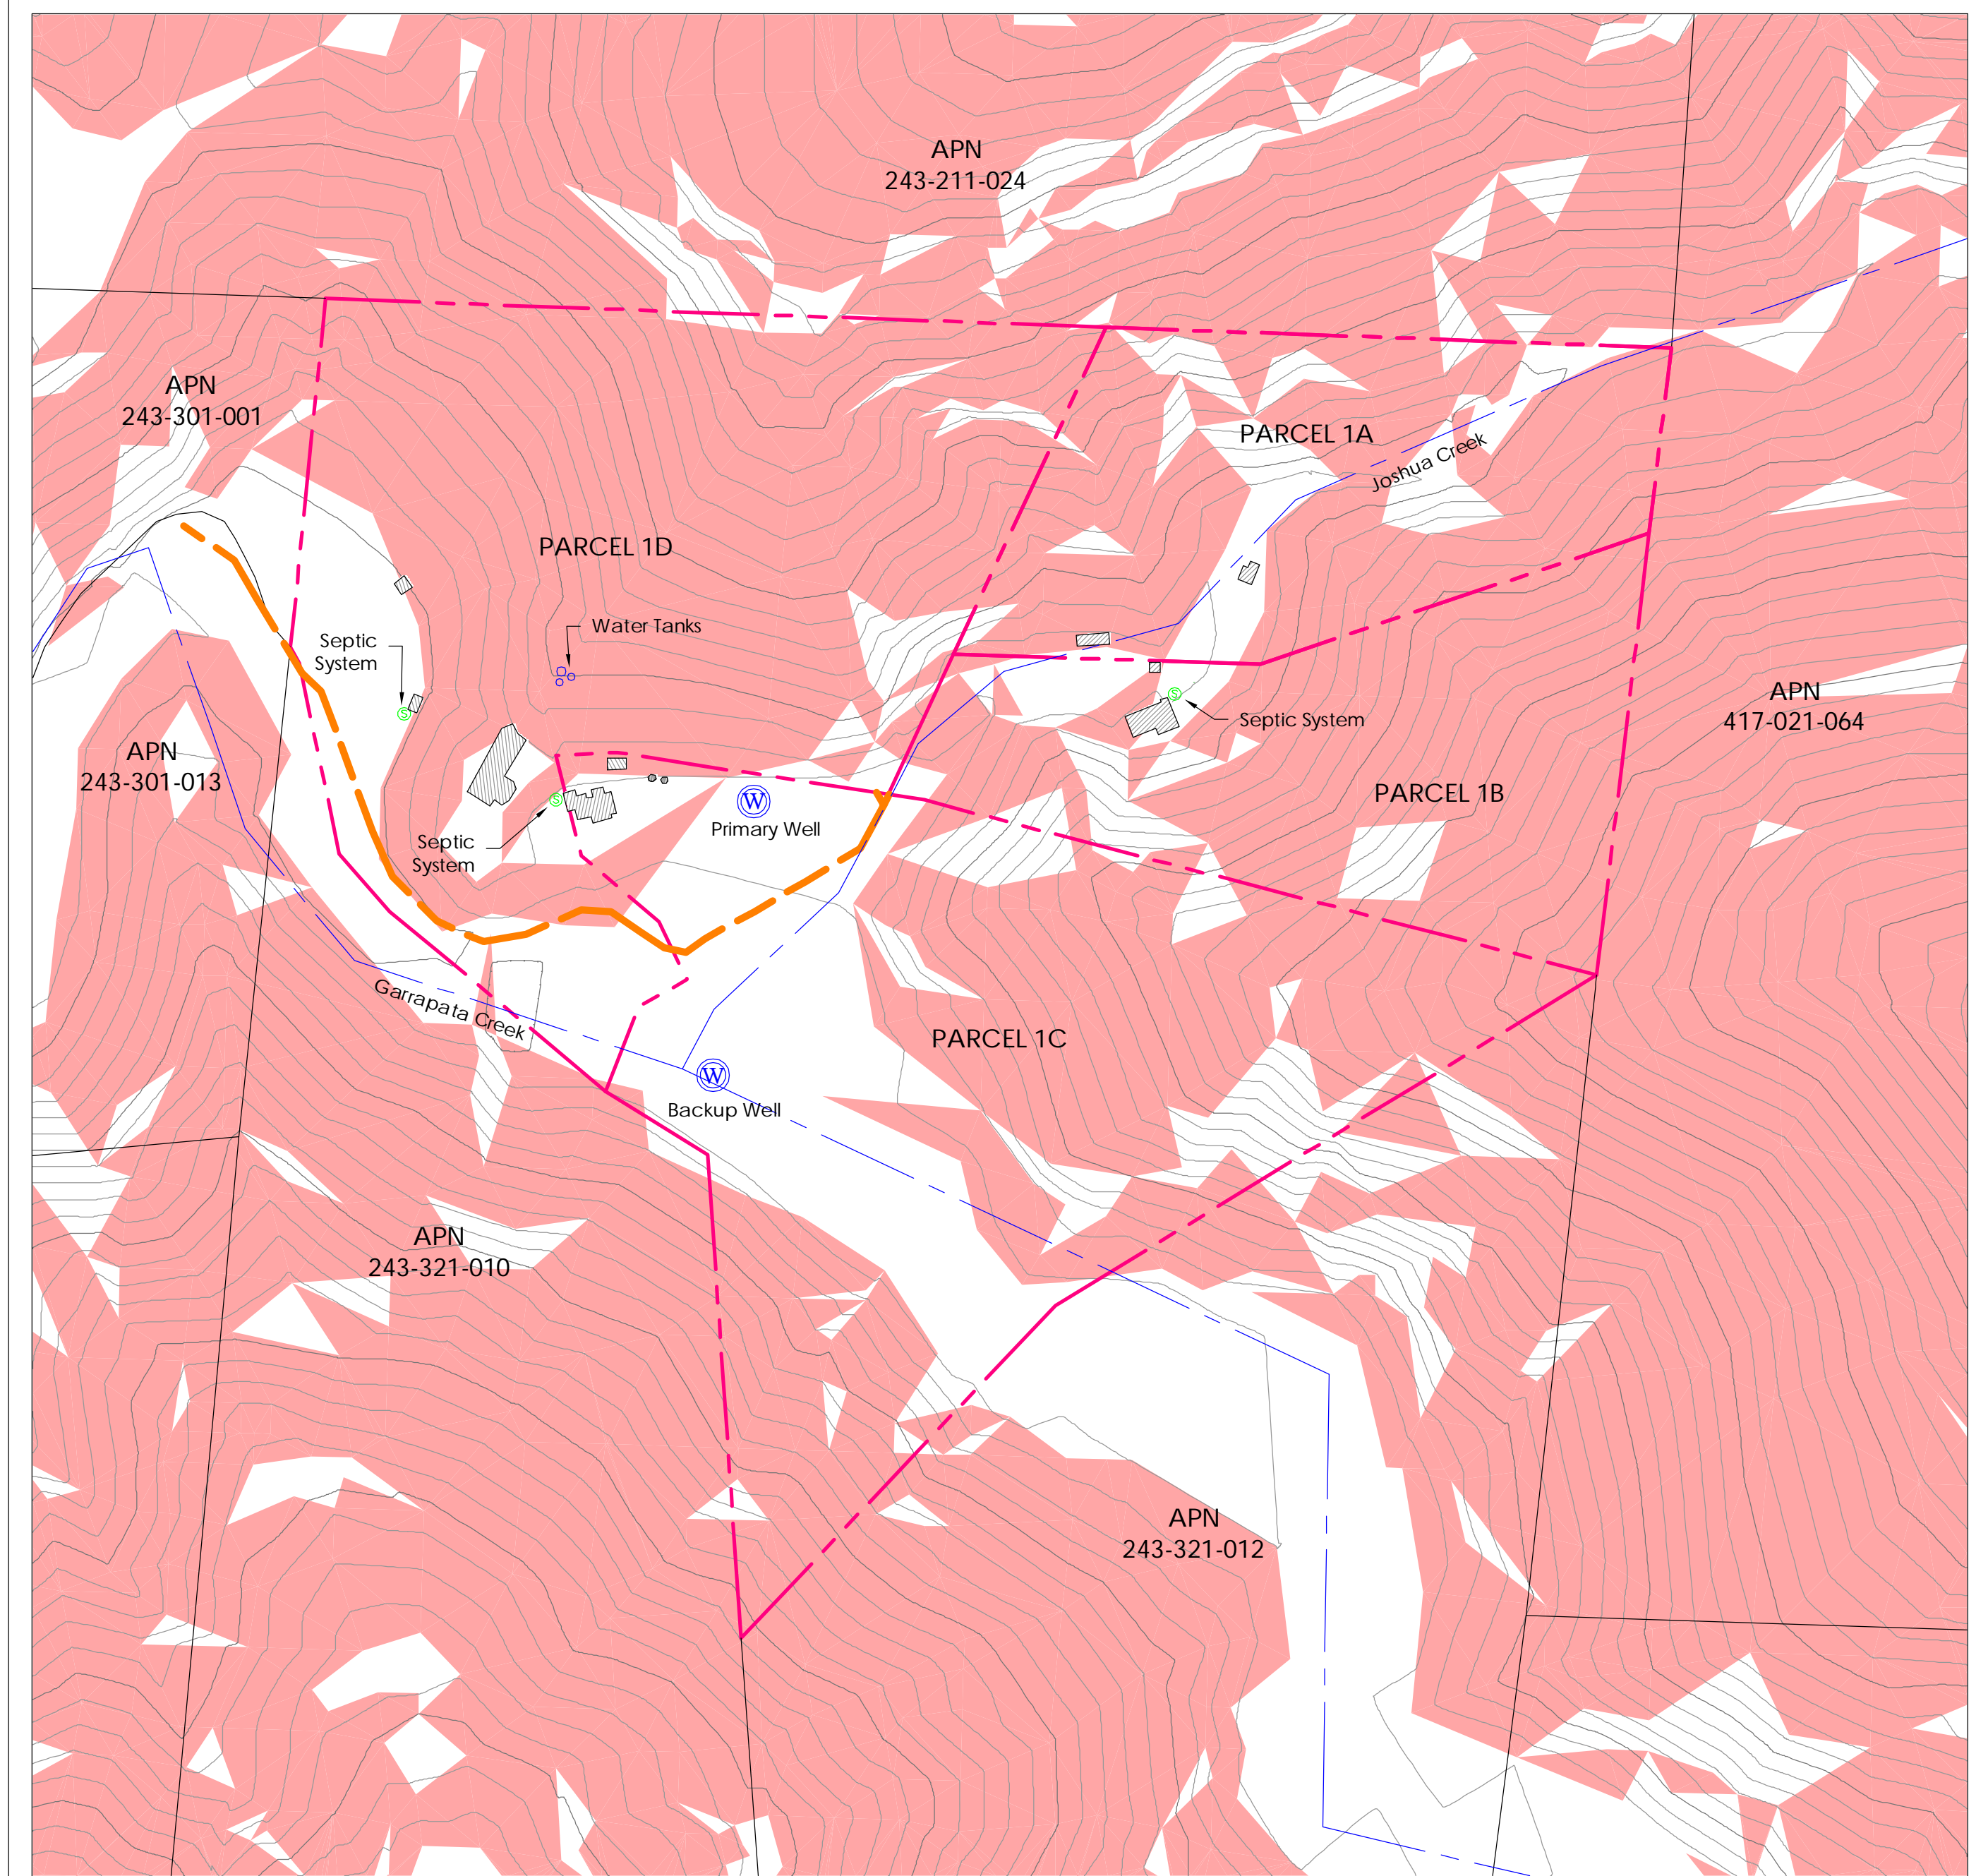 APN
243-211-024
APN
243-301-001
PARCEL 1A
Joshua Creek
PARCEL 1D
Water Tanks
Septic
System
S
APN
417-021-064
S
Septic System
APN
243-301-013
PARCEL 1B
W
Primary Well
S
Septic
System
Garrapata Creek
PARCEL 1C
W
Backup Well
APN
243-321-010
APN
243-321-012